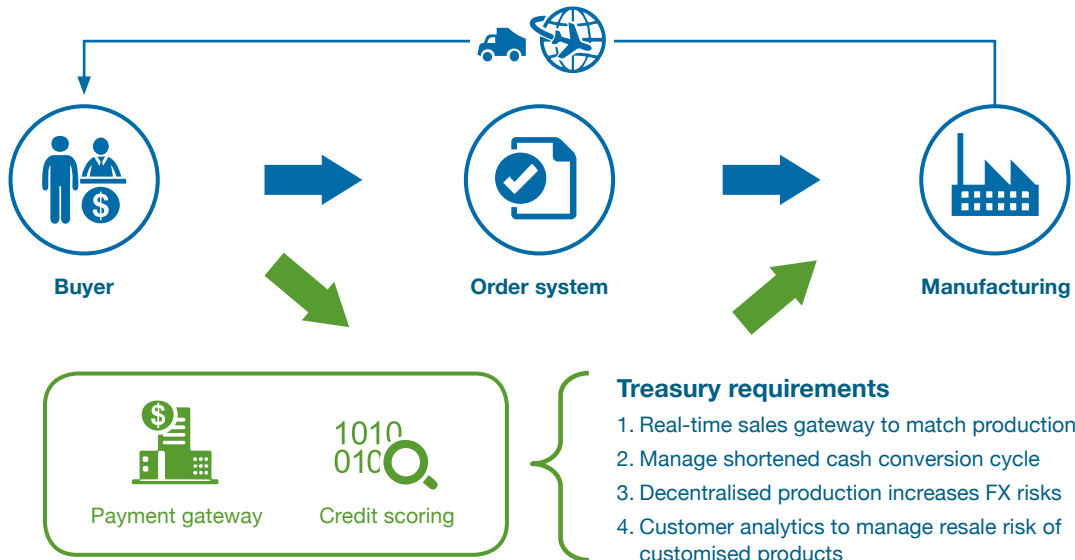 $
Buyer
Order system
Manufacturing
$
1010
010
Payment gateway
Credit scoring
Treasury requirements
1. Real-time sales gateway to match production
2. Manage shortened cash conversion cycle
3. Decentralised production increases FX risks
4. Customer analytics to manage resale risk of
customised products